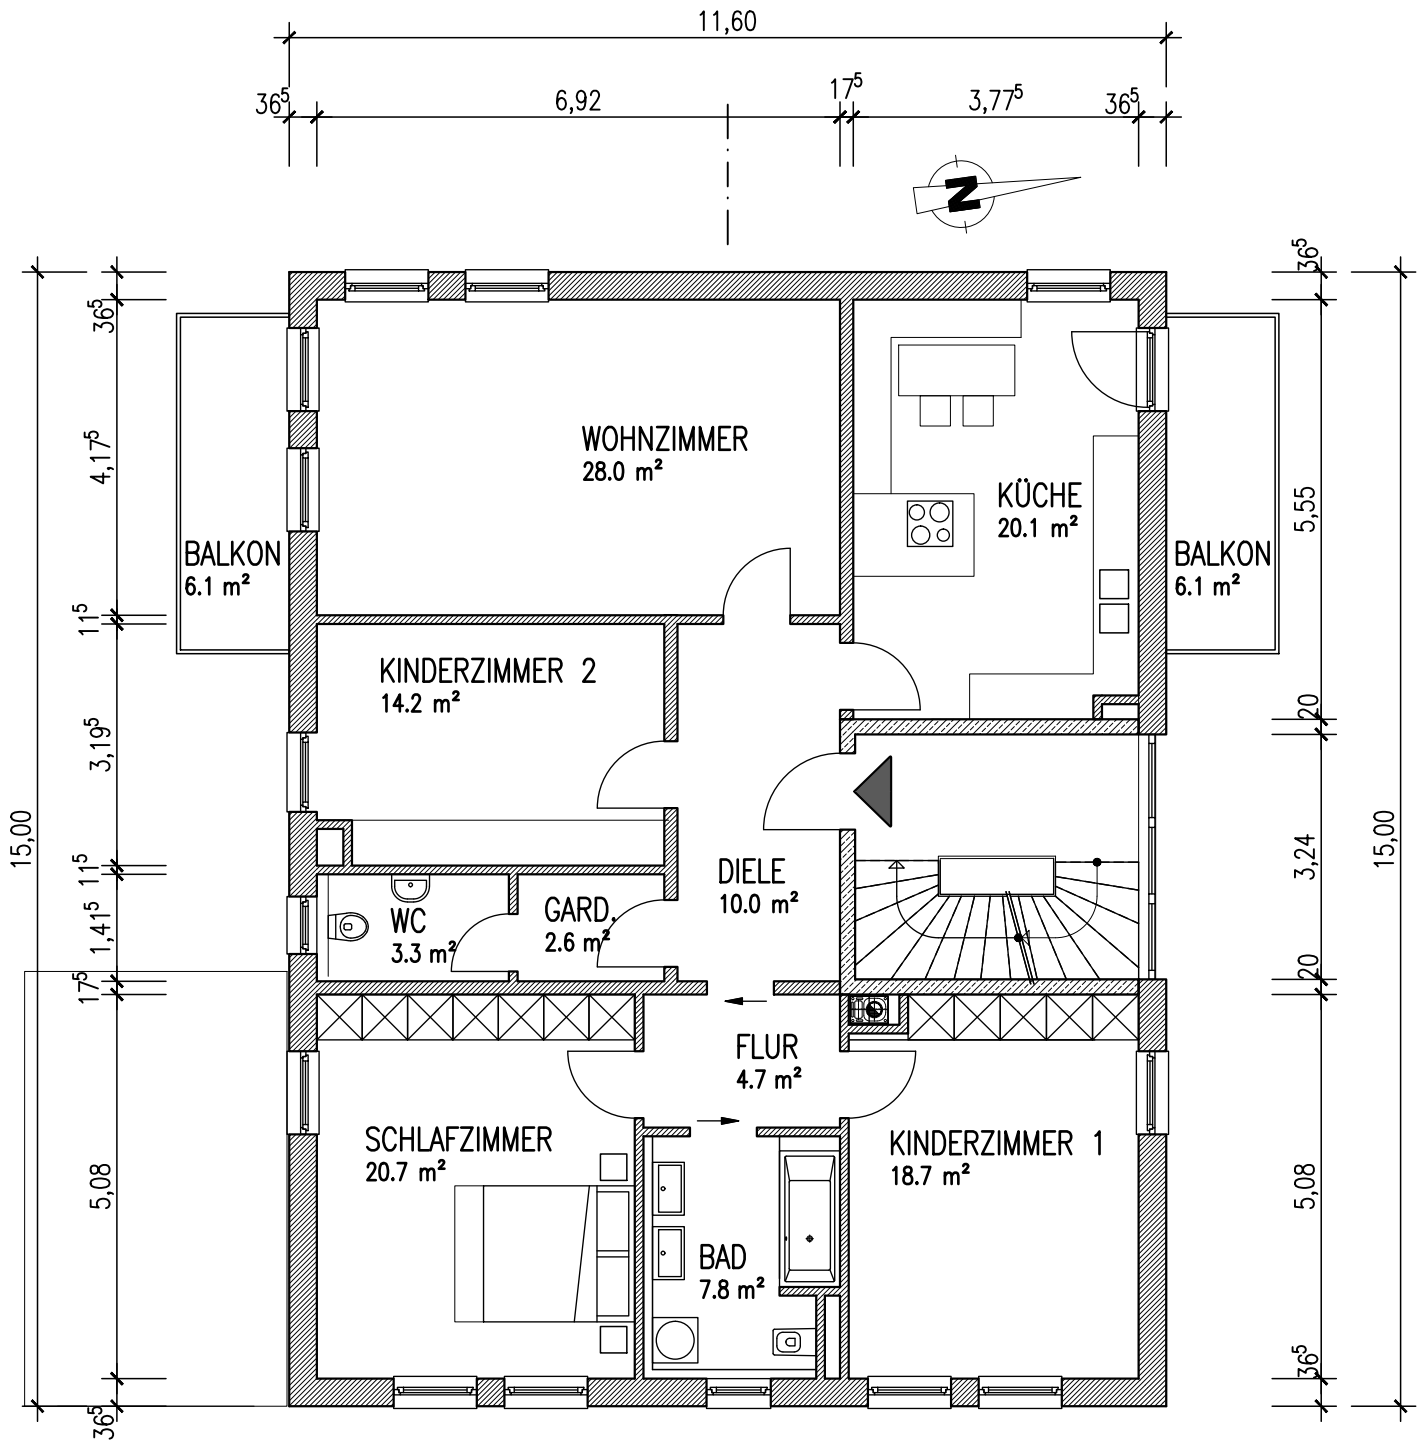 11,60
36⁵
6,92
17⁵
3,77⁵
36⁵
N
36⁵
36⁵
WOHNZIMMER
28.0 m²
4,17⁵
KÜCHE
20.1 m²
5,55
BALKON
6.1 m²
BALKON
6.1 m²
11⁵
KINDERZIMMER 2
14.2 m²
20
3,19⁵
15,00
15,00
3,24
11⁵
DIELE
10.0 m²
WC
3.3 m²
GARD.
2.6 m²
1,41⁵
20
17⁵
FLUR
4.7 m²
SCHLAFZIMMER
20.7 m²
KINDERZIMMER 1
18.7 m²
5,08
5,08
BAD
7.8 m²
36⁵
36⁵